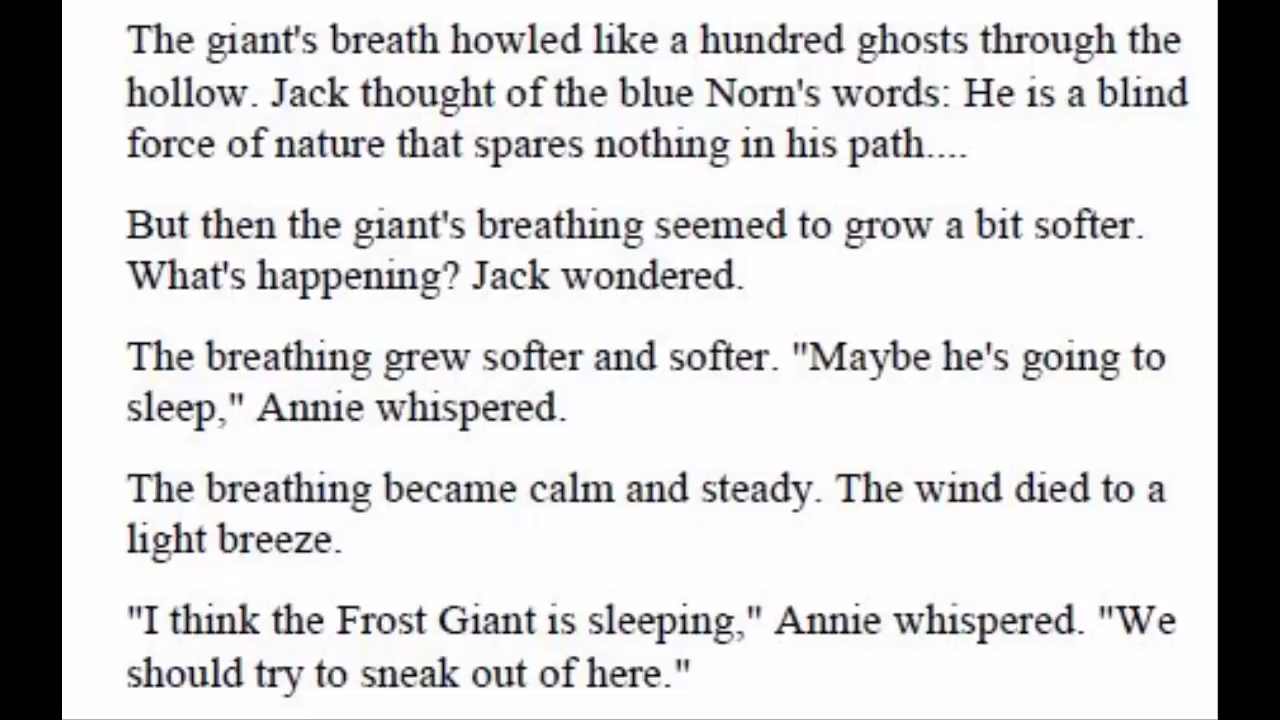 The giant's breath howled like a hundred ghosts through the
hollow. Jack thought of the blue Norn's words: He is a blind
force of nature that spares nothing in his path....
But then the giant's breathing seemed to grow a bit softer.
What's happening? Jack wondered.
The breathing grew softer and softer. "Maybe he's going to
sleep," Annie whispered.
The breathing became calm and steady. The wind died to a
light breeze.
"I think the Frost Giant is sleeping," Annie whispered. "We
should try to sneak out of here."